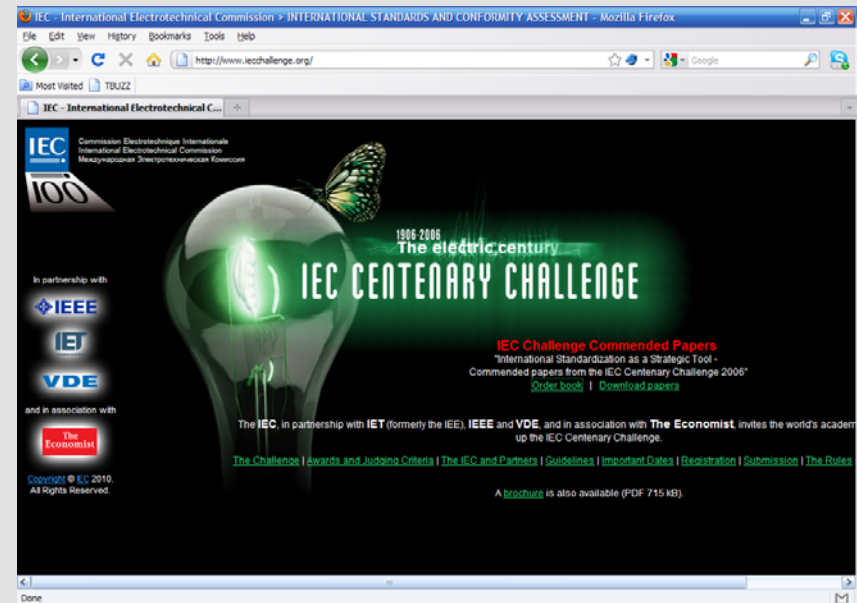 IEC - International Electrotechnical Commission > INTERNATIONAL STANDARDS AND CONFORMITY ASSESSMENT - Mozilla Firefox
File Edit View History Bookmarks Tools Help
http://www.iecchallenge.org/
Google
Most Visited TBUZZ
IEC - International Electrotechnical C...
IEC
Commission Electrotechnique Internationale
International Electrotechnical Commission
Международная Электротехническая Комиссия
100
1906-2006
The electric century
IEC CENTENARY CHALLENGE
In partnership with
IEEE
IET
VDE
and in association with
The
Economist
Copyright © IEC 2010.
All Rights Reserved.
IEC Challenge Commended Papers
"International Standardization as a Strategic Tool -
Commended papers from the IEC Centenary Challenge 2006"
Order book | Download papers
The IEC, in partnership with IET (formerly the IEE), IEEE and VDE, and in association with The Economist, invites the world's academ
up the IEC Centenary Challenge.
The Challenge | Awards and Judging Criteria | The IEC and Partners | Guidelines | Important Dates | Registration | Submission | The Rules
A brochure is also available (PDF 715 kB).
Done